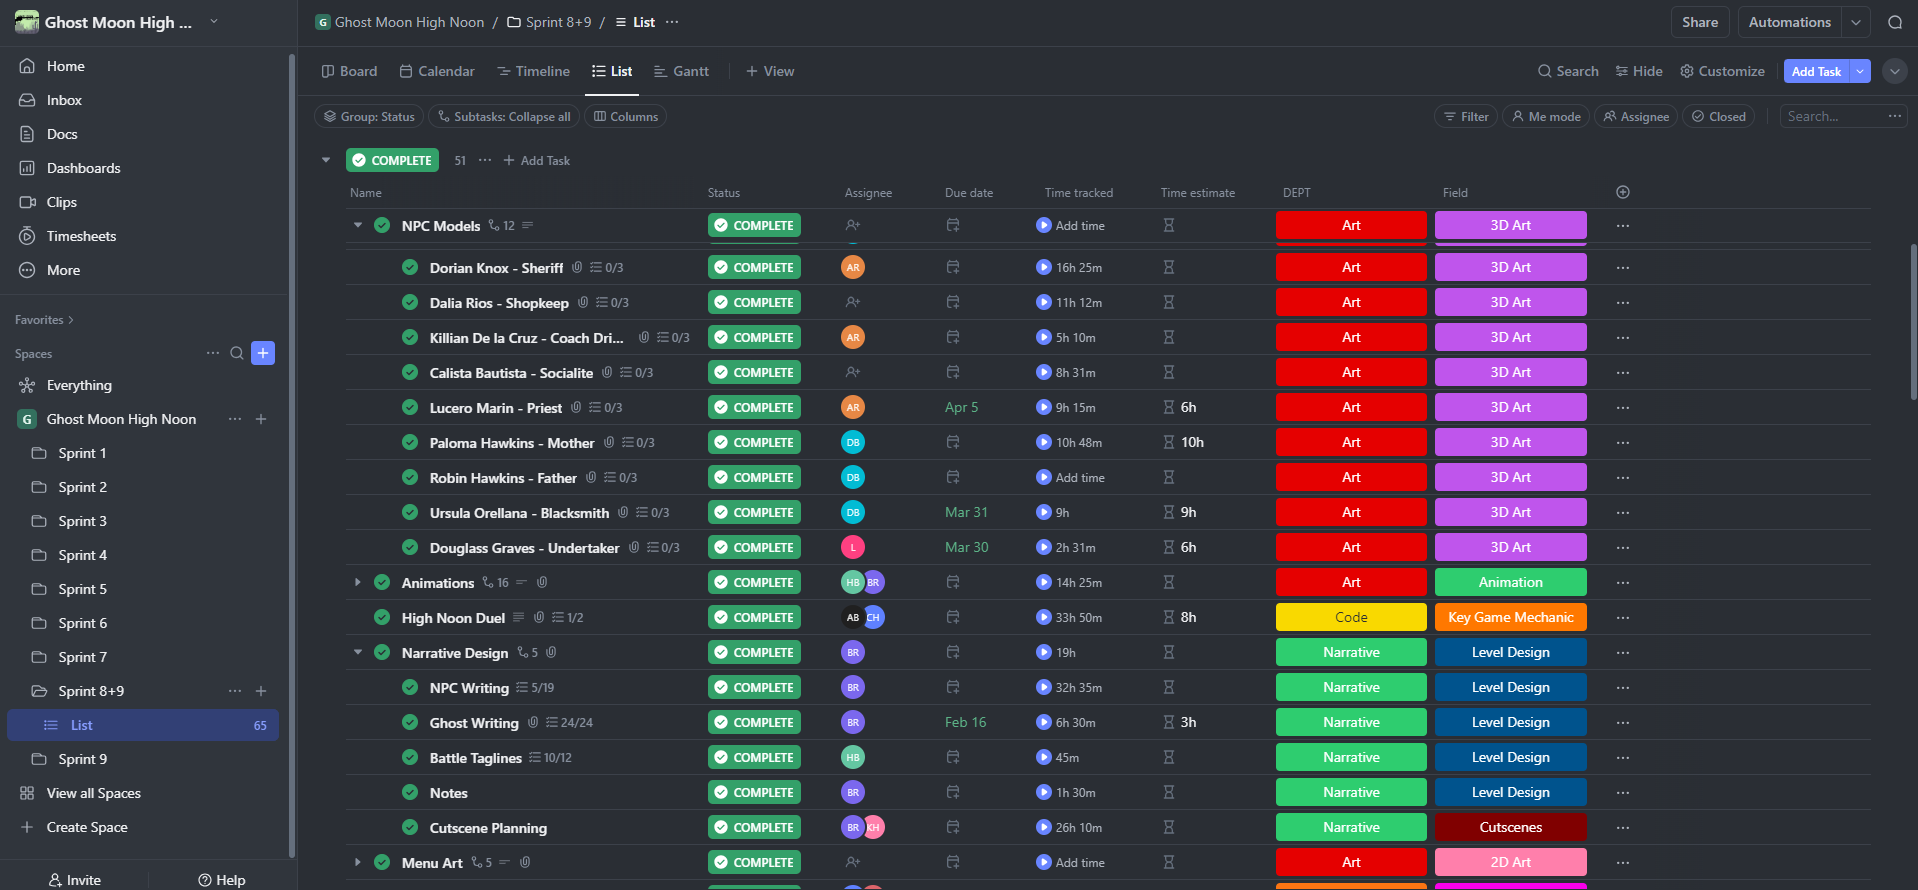 Ghost Moon High ...
Home
Inbox
Docs
Dashboards
Clips
Timesheets
More
Favorites
Spaces
Everything
G Ghost Moon High Noon
Sprint 1
Sprint 2
Sprint 3
Sprint 4
Sprint 5
Sprint 6
Sprint 7
Sprint 8+9
List 65
Sprint 9
View all Spaces
Create Space
Invite Help
G Ghost Moon High Noon / Sprint 8+9 / List ...
Share Automations
Board Calendar Timeline List Gantt + View
Search Hide Customize Add Task
Group: Status Subtasks: Collapse all Columns
Filter Me mode Assignee Closed Search...
COMPLETE 51 ... + Add Task
Name Status Assignee Due date Time tracked Time estimate DEPT Field
NPC Models 12 COMPLETE Add time Art 3D Art
Dorian Knox - Sheriff 0/3 COMPLETE AR 16h 25m Art 3D Art
Dalia Rios - Shopkeep 0/3 COMPLETE 11h 12m Art 3D Art
Killian De la Cruz - Coach Dri... 0/3 COMPLETE AR 5h 10m Art 3D Art
Calista Bautista - Socialite 0/3 COMPLETE 8h 31m Art 3D Art
Lucero Marin - Priest 0/3 COMPLETE AR Apr 5 9h 15m 6h Art 3D Art
Paloma Hawkins - Mother 0/3 COMPLETE DB 10h 48m 10h Art 3D Art
Robin Hawkins - Father 0/3 COMPLETE DB Add time Art 3D Art
Ursula Orellana - Blacksmith 0/3 COMPLETE DB Mar 31 9h 9h Art 3D Art
Douglass Graves - Undertaker 0/3 COMPLETE L Mar 30 2h 31m 6h Art 3D Art
Animations 16 COMPLETE HB BR 14h 25m Art Animation
High Noon Duel 1/2 COMPLETE AB CH 33h 50m 8h Code Key Game Mechanic
Narrative Design 5 COMPLETE BR 19h Narrative Level Design
NPC Writing 5/19 COMPLETE BR 32h 35m Narrative Level Design
Ghost Writing 24/24 COMPLETE BR Feb 16 6h 30m 3h Narrative Level Design
Battle Taglines 10/12 COMPLETE HB 45m Narrative Level Design
Notes COMPLETE BR 1h 30m Narrative Level Design
Cutscene Planning COMPLETE BR KH 26h 10m Narrative Cutscenes
Menu Art 5 COMPLETE Add time Art 2D Art